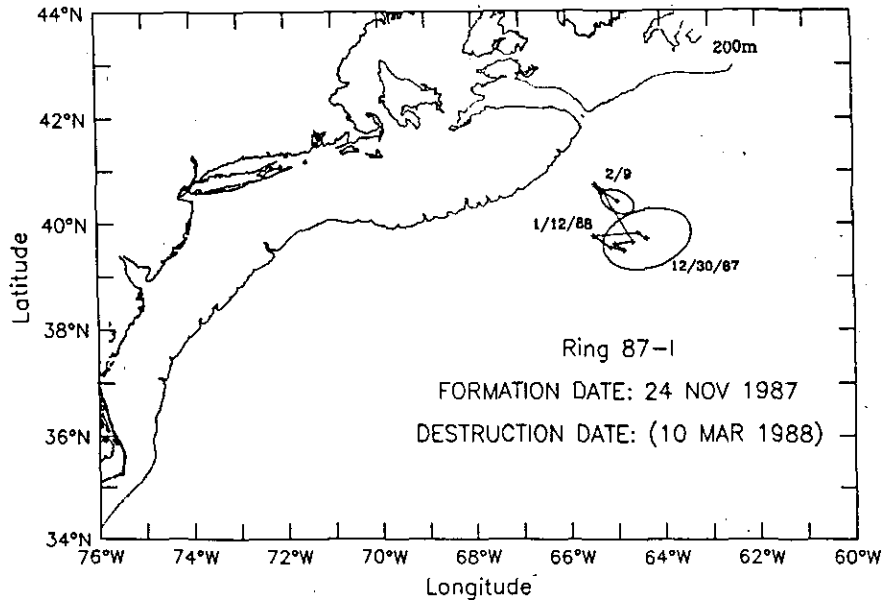 44°N
42°N
40°N
38°N
36°N
34°N
Latitude
200m
2/9
1/12/88
12/30/87
Ring 87-I
FORMATION DATE: 24 NOV 1987
DESTRUCTION DATE: (10 MAR 1988)
76°W 74°W 72°W 70°W 68°W 66°W 64°W 62°W 60°W
Longitude